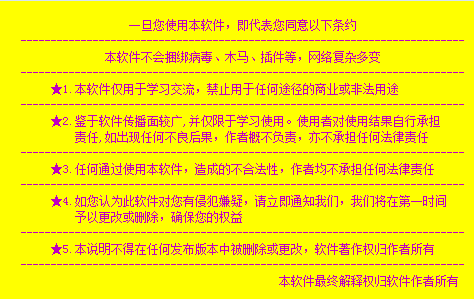 一旦您使用本软件，即代表您同意以下条约
本软件不会捆绑病毒、木马、插件等，网络复杂多变
★1.本软件仅用于学习交流，禁止用于任何途径的商业或非法用途
★2.鉴于软件传播面较广,并仅限于学习使用。使用者对使用结果自行承担
责任,如出现任何不良后果，作者概不负责，亦不承担任何法律责任
★3.任何通过使用本软件，造成的不合法性，作者均不承担任何法律责任
★4.如您认为此软件对您有侵犯嫌疑，请立即通知我们，我们将在第一时间
予以更改或删除，确保您的权益
★5.本说明不得在任何发布版本中被删除或更改，软件著作权归作者所有
本软件最终解释权归软件作者所有